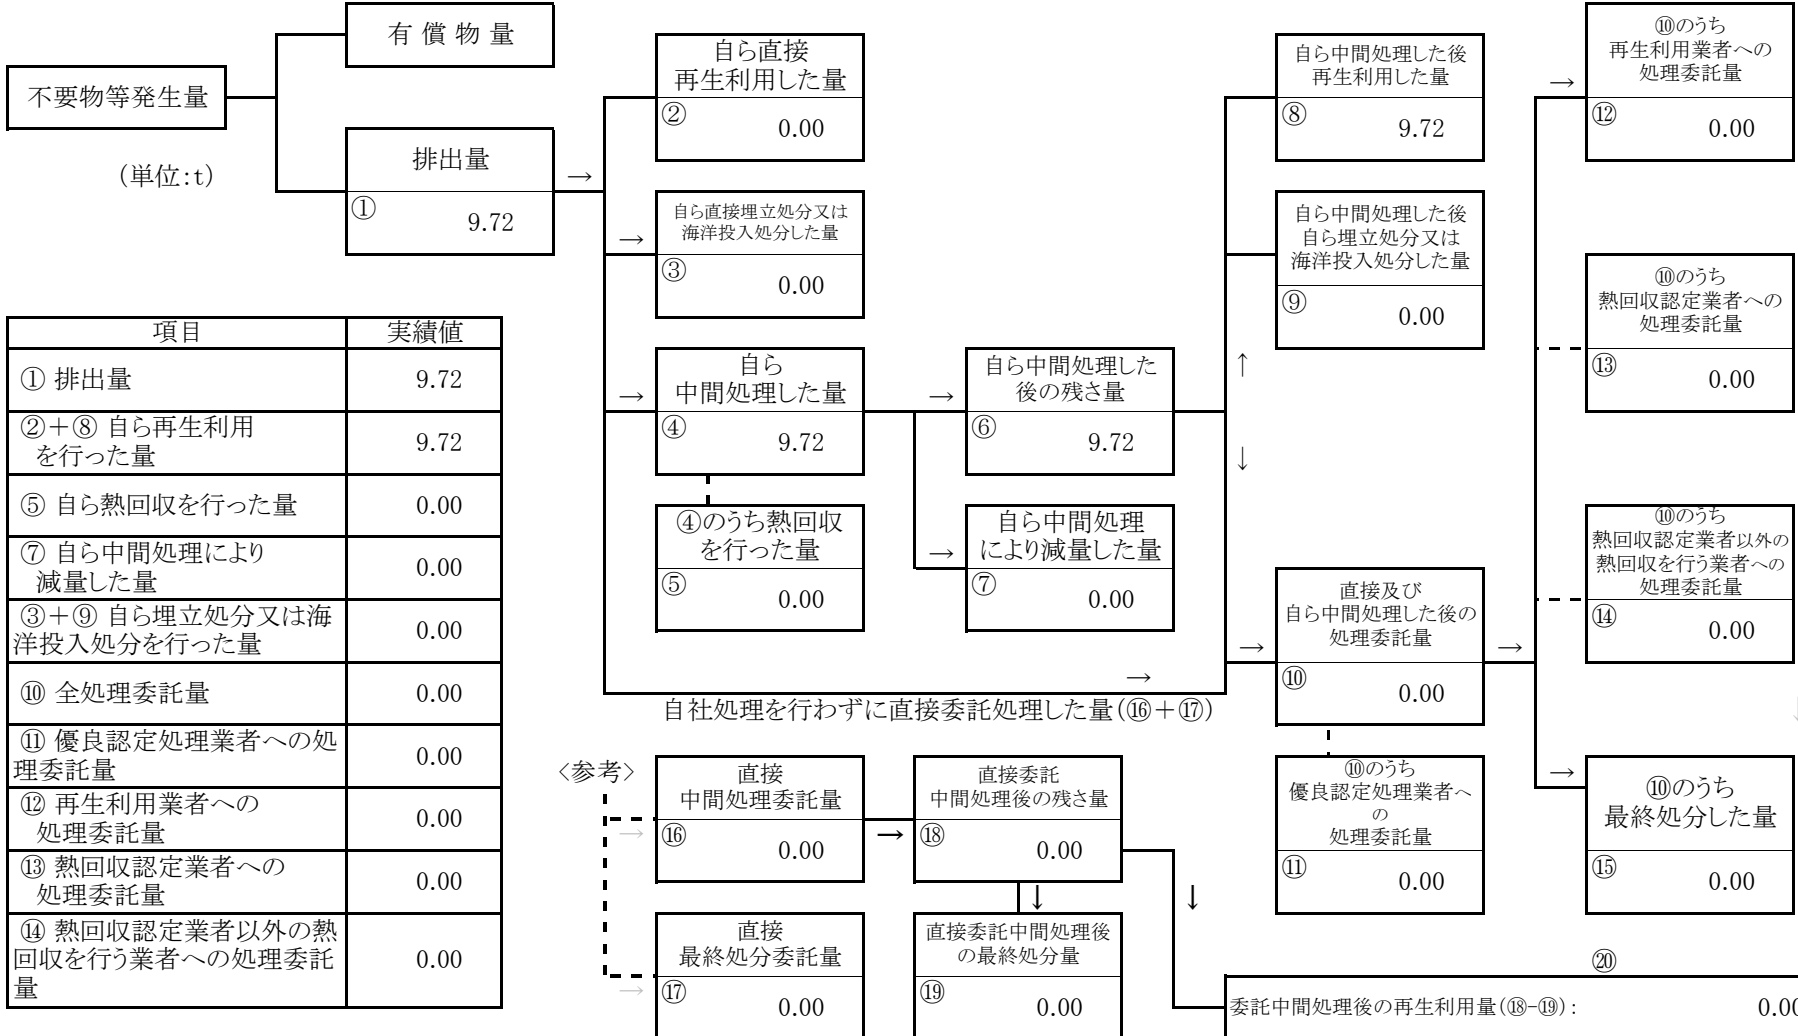 有 償 物 量
不要物等発生量
(単位:t)
排出量
①
9.72
→
自ら直接
再生利用した量
②
0.00
→
自ら直接埋立処分又は
海洋投入処分した量
③
0.00
→
自ら
中間処理した量
④
9.72
④のうち熱回収
を行った量
⑤
0.00
→
自ら中間処理した
後の残さ量
⑥
9.72
→
自ら中間処理
により減量した量
⑦
0.00
↑
↓
自ら中間処理した後
再生利用した量
⑧
9.72
自ら中間処理した後
自ら埋立処分又は
海洋投入処分した量
⑨
0.00
→
自社処理を行わずに直接委託処理した量(⑯+⑰)
→
直接及び
自ら中間処理した後の
処理委託量
⑩
0.00
→
⑩のうち
優良認定処理業者へ
の
処理委託量
⑪
0.00
→
⑩のうち
再生利用業者への
処理委託量
⑫
0.00
⑩のうち
熱回収認定業者への
処理委託量
⑬
0.00
⑩のうち
熱回収認定業者以外の
熱回収を行う業者への
処理委託量
⑭
0.00
→
⑩のうち
最終処分した量
⑮
0.00
項目 実績値
① 排出量 9.72
②+⑧ 自ら再生利用
を行った量 9.72
⑤ 自ら熱回収を行った量 0.00
⑦ 自ら中間処理により
減量した量 0.00
③+⑨ 自ら埋立処分又は海
洋投入処分を行った量 0.00
⑩ 全処理委託量 0.00
⑪ 優良認定処理業者への処
理委託量 0.00
⑫ 再生利用業者への
処理委託量 0.00
⑬ 熱回収認定業者への
処理委託量 0.00
⑭ 熱回収認定業者以外の熱
回収を行う業者への処理委託
量 0.00
<参考>
→
直接
中間処理委託量
⑯
0.00
→
直接委託
中間処理後の残さ量
⑱
0.00
→
直接
最終処分委託量
⑰
0.00
↓
直接委託中間処理後
の最終処分量
⑲
0.00
↓
⑳
委託中間処理後の再生利用量(⑱-⑲): 0.00